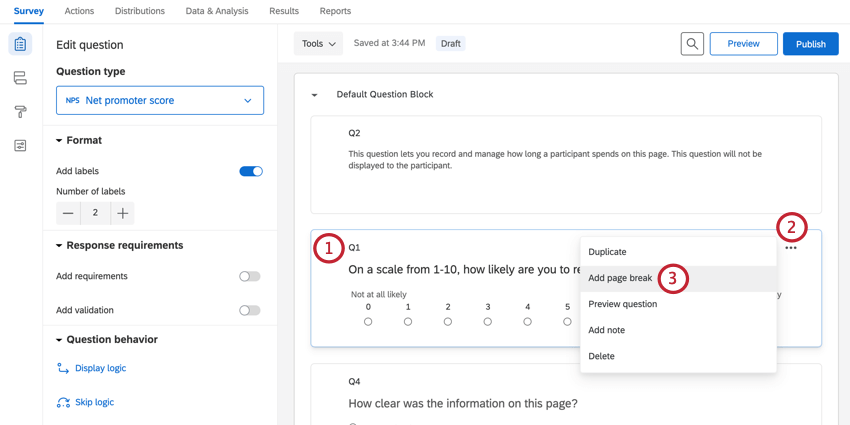 Survey Actions Distributions Data & Analysis Results Reports
Edit question
Question type
NPS Net promoter score
Format
Add labels
Number of labels
2
Response requirements
Add requirements
Add validation
Question behavior
Display logic
Skip logic
Tools Saved at 3:44 PM Draft Preview Publish
Default Question Block
Q2
This question lets you record and manage how long a participant spends on this page. This question will not be
displayed to the participant.
1 Q1 2
On a scale from 1-10, how likely are you to re
Not at all likely y
0 1 2 3 4 5
Duplicate
Add page break 3
Preview question
Add note
Delete
Q4
How clear was the information on this page?